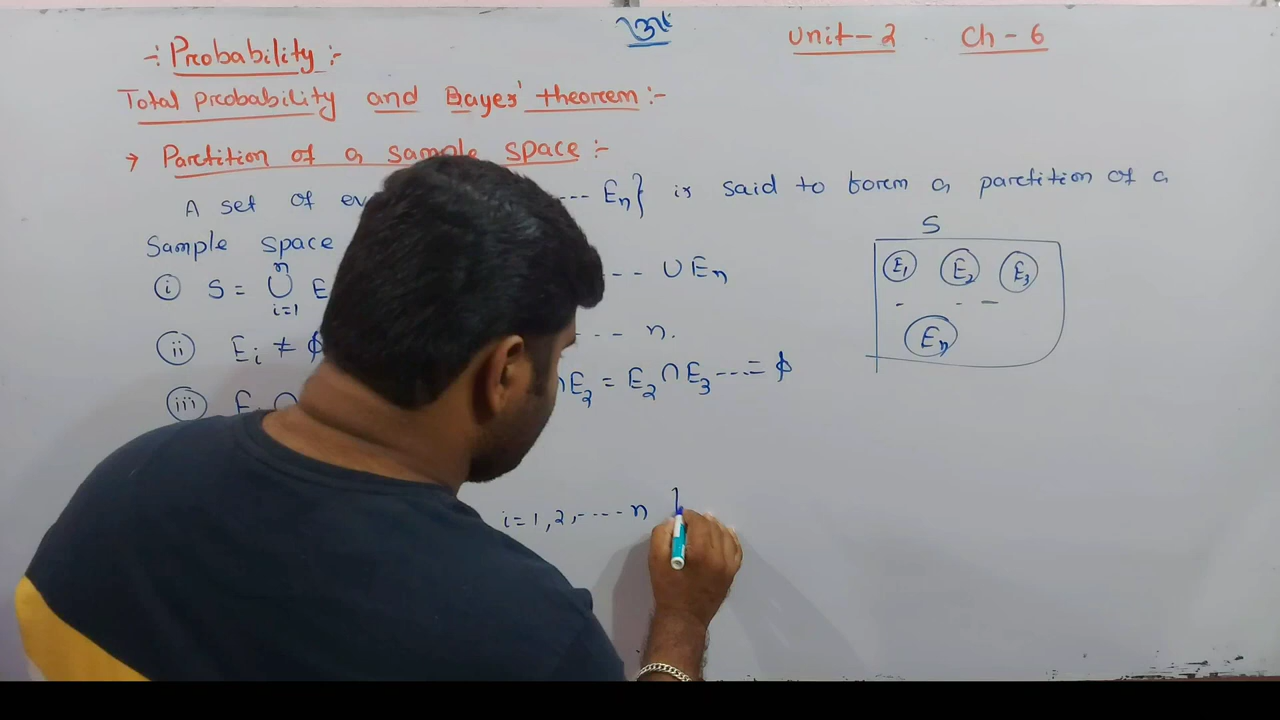 Unit-2 Ch-6
-: Probability :-
Total probability and Bayes' theorem :-
→ Partition of a sample space :-
A set of ev ---- En} is said to form a partition of a
Sample space
S
(i) S = n ∪ i=1 E --- ∪ En
E1 E2 E3
- - -
(ii) Ei ≠ ϕ --- n.
En
(iii) E ∩ E3 = E2 ∩ E3 ---- = ϕ
i=1,2,---- n